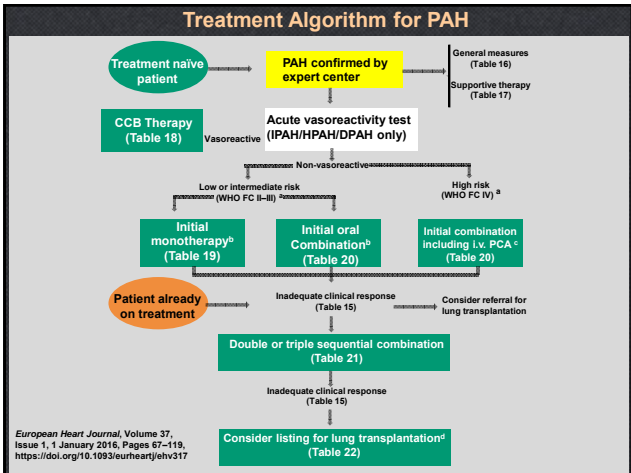 Treatment Algorithm for PAH
Treatment naïve
patient
PAH confirmed by
expert center
General measures
(Table 16)
Supportive therapy
(Table 17)
CCB Therapy
(Table 18)
Vasoreactive
Acute vasoreactivity test
(IPAH/HPAH/DPAH only)
Non-vasoreactive
Low or intermediate risk
(WHO FC II–III) a
High risk
(WHO FC IV) a
Initial
monotherapyb
(Table 19)
Initial oral
Combinationb
(Table 20)
Initial combination
including i.v. PCA c
(Table 20)
Patient already
on treatment
Inadequate clinical response
(Table 15)
Consider referral for
lung transplantation
Double or triple sequential combination
(Table 21)
Inadequate clinical response
(Table 15)
Consider listing for lung transplantationd
(Table 22)
European Heart Journal, Volume 37,
Issue 1, 1 January 2016, Pages 67–119,
https://doi.org/10.1093/eurheartj/ehv317